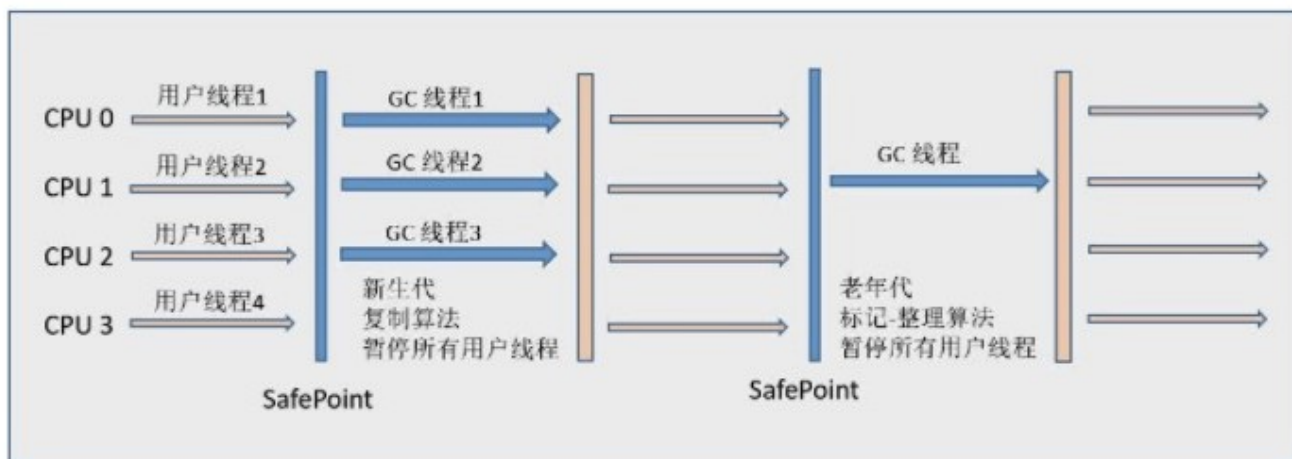 CPU 0
用户线程1
GC 线程1
CPU 1
用户线程2
GC 线程2
GC 线程
CPU 2
用户线程3
GC 线程3
CPU 3
用户线程4
新生代
复制算法
暂停所有用户线程
老年代
标记-整理算法
暂停所有用户线程
SafePoint
SafePoint